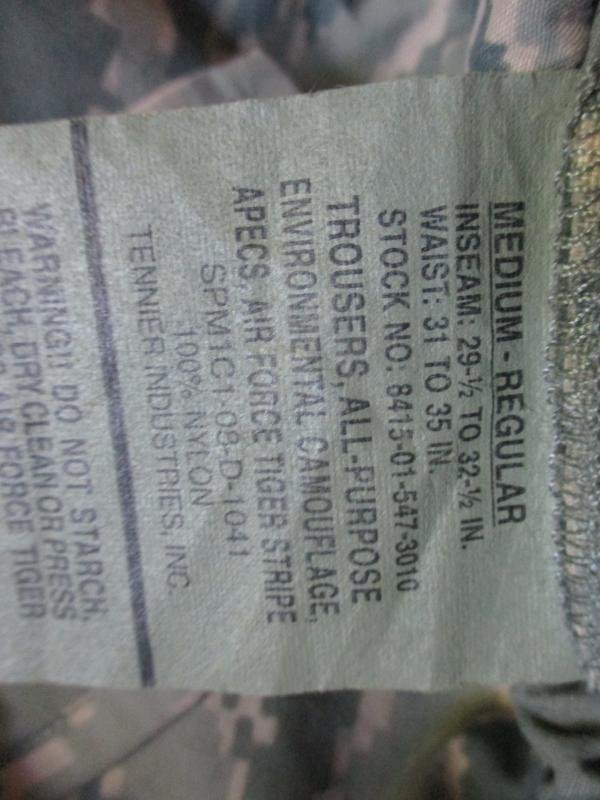 MEDIUM - REGULAR
INSEAM: 29-½ TO 32-½ IN.
WAIST: 31 TO 35 IN.
STOCK NO: 8415-01-547-3010
TROUSERS, ALL-PURPOSE
ENVIRONMENTAL CAMOUFLAGE,
APECS, AIR FORCE TIGER STRIPE
SPM1C1-08-D-1041
100% NYLON
TENNIER INDUSTRIES, INC.
WARNING!! DO NOT STARCH,
BLEACH, DRY CLEAN OR PRESS
AIR FORCE TIGER